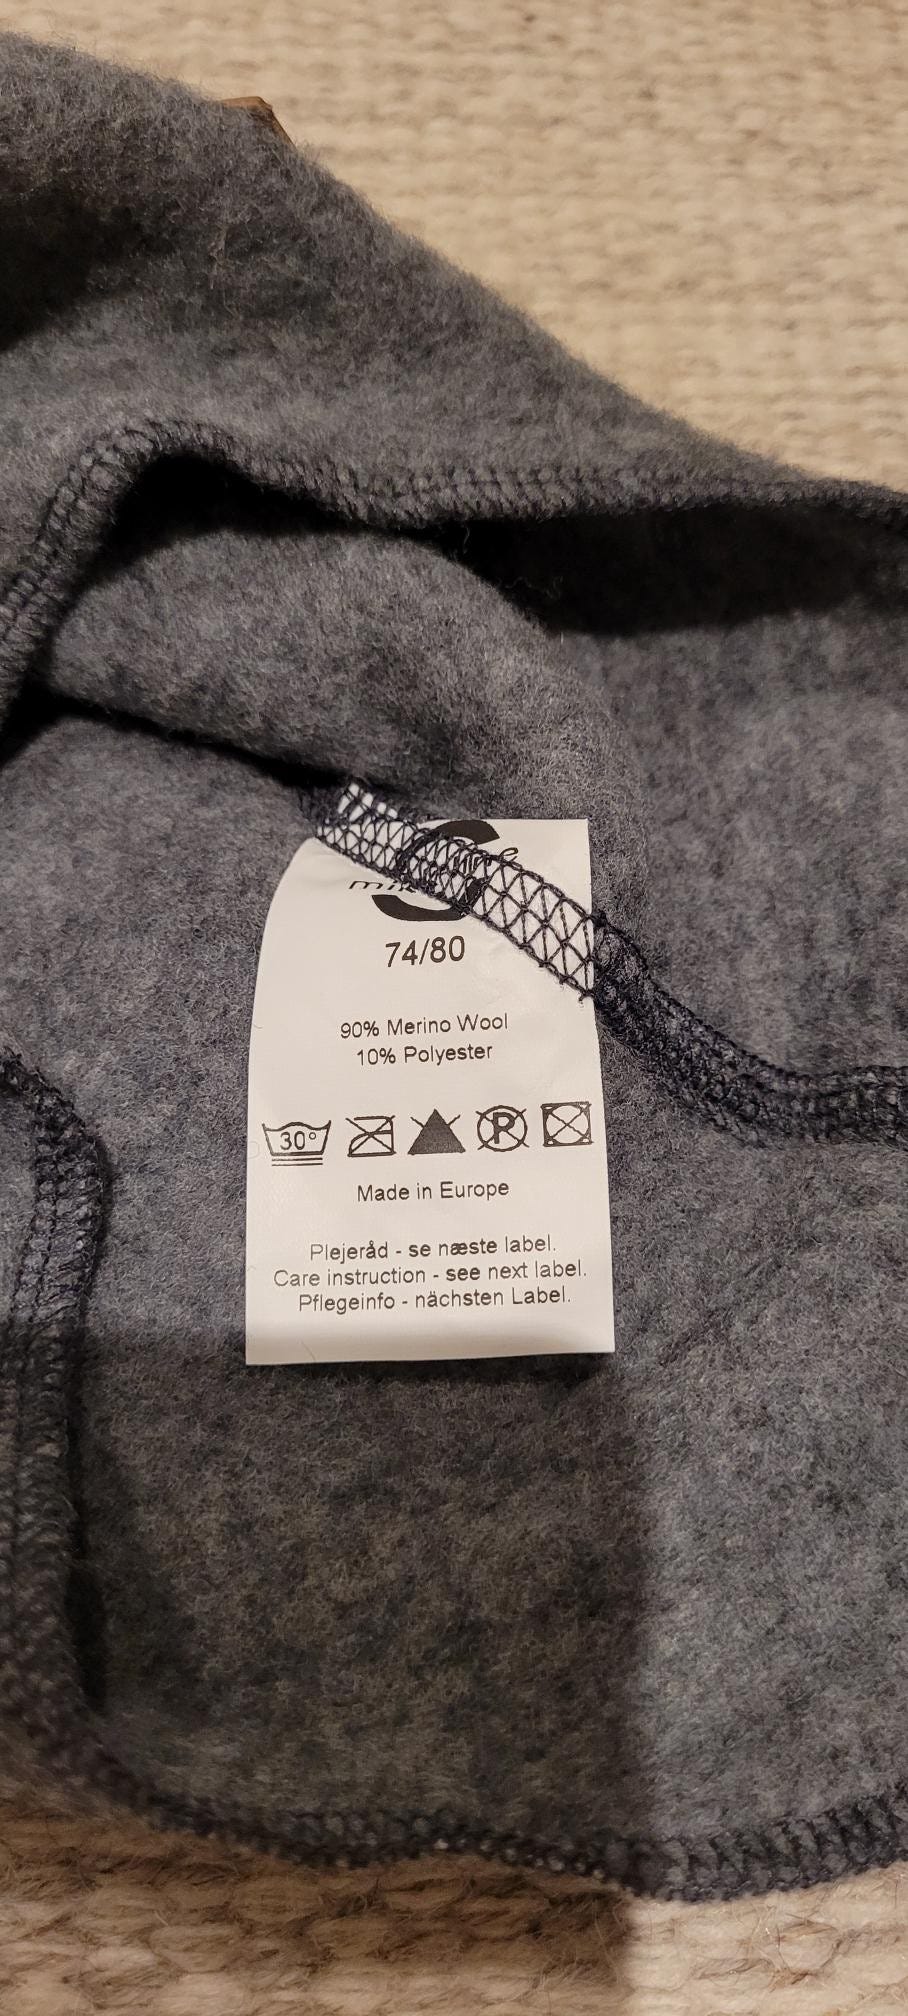 74/80
90% Merino Wool
10% Polyester
30° P
Made in Europe
Plejeråd - se næste label.
Care instruction - see next label.
Pflegeinfo - nächsten Label.